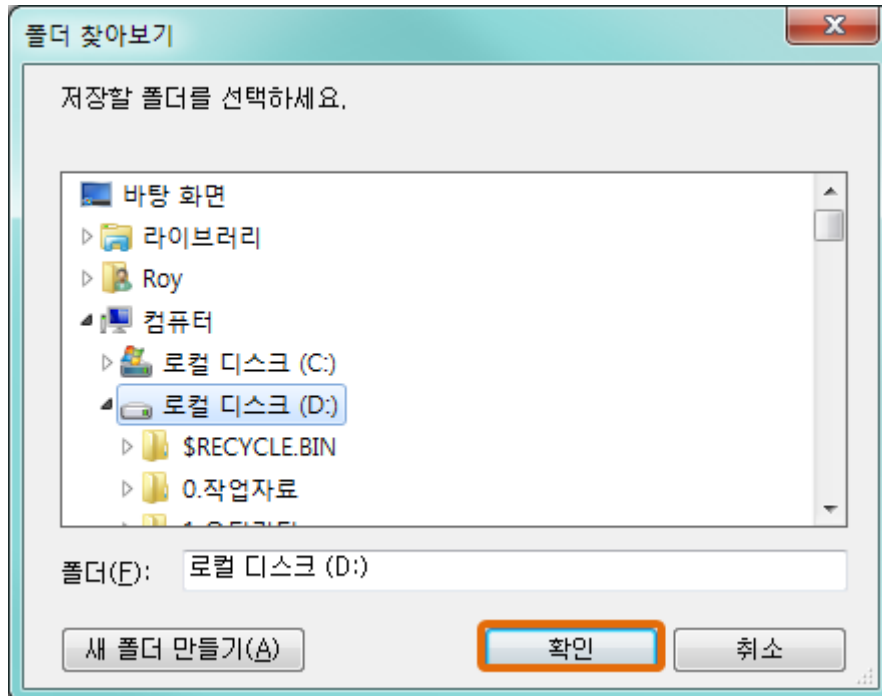 폴더 찾아보기
저장할 폴더를 선택하세요.
바탕 화면
라이브러리
Roy
컴퓨터
로컬 디스크 (C:)
로컬 디스크 (D:)
$RECYCLE.BIN
0.작업자료
폴더(F):
로컬 디스크 (D:)
새 폴더 만들기(A)
확인
취소